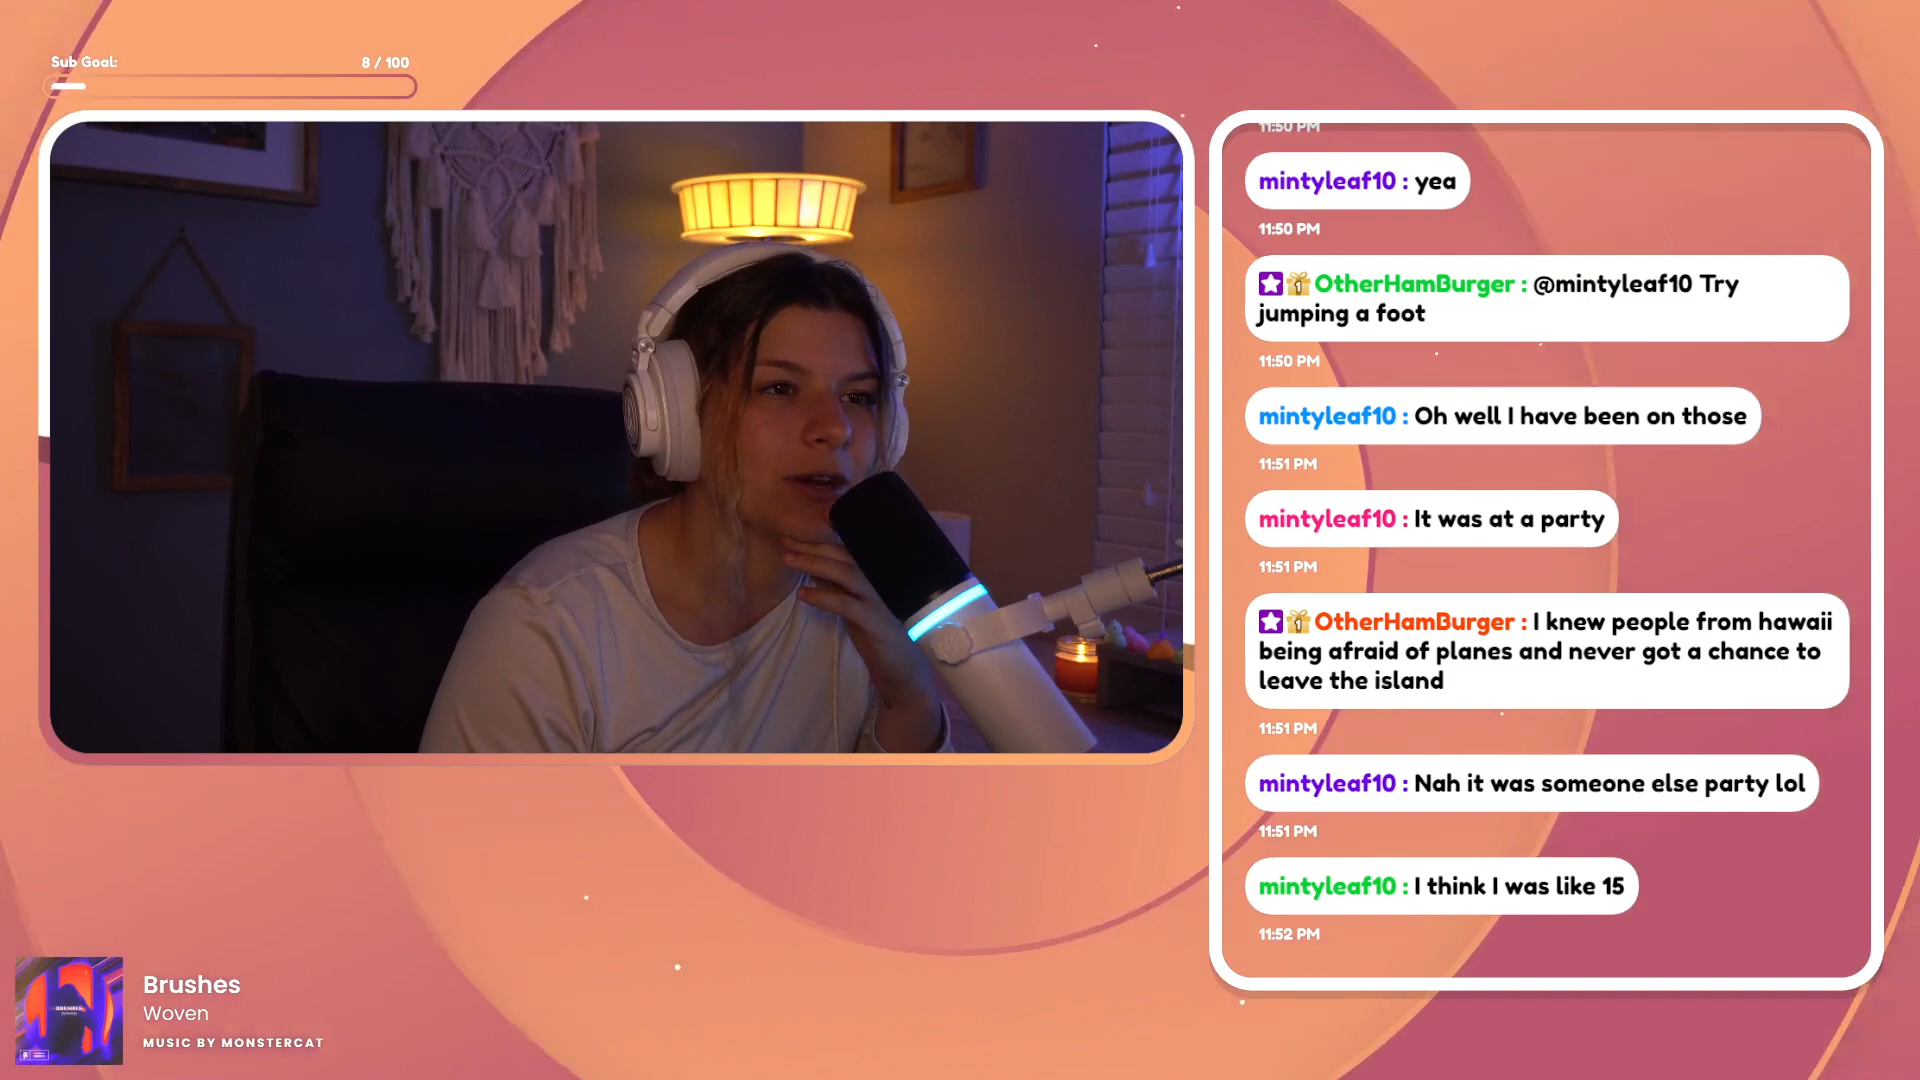 Sub Goal: 8 / 100
11:50 PM
mintyleaf10 : yea
11:50 PM
OtherHamBurger : @mintyleaf10 Try
jumping a foot
11:50 PM
mintyleaf10 : Oh well I have been on those
11:51 PM
mintyleaf10 : It was at a party
11:51 PM
OtherHamBurger : I knew people from hawaii
being afraid of planes and never got a chance to
leave the island
11:51 PM
mintyleaf10 : Nah it was someone else party lol
11:51 PM
mintyleaf10 : I think I was like 15
11:52 PM
Brushes
Woven
MUSIC BY MONSTERCAT